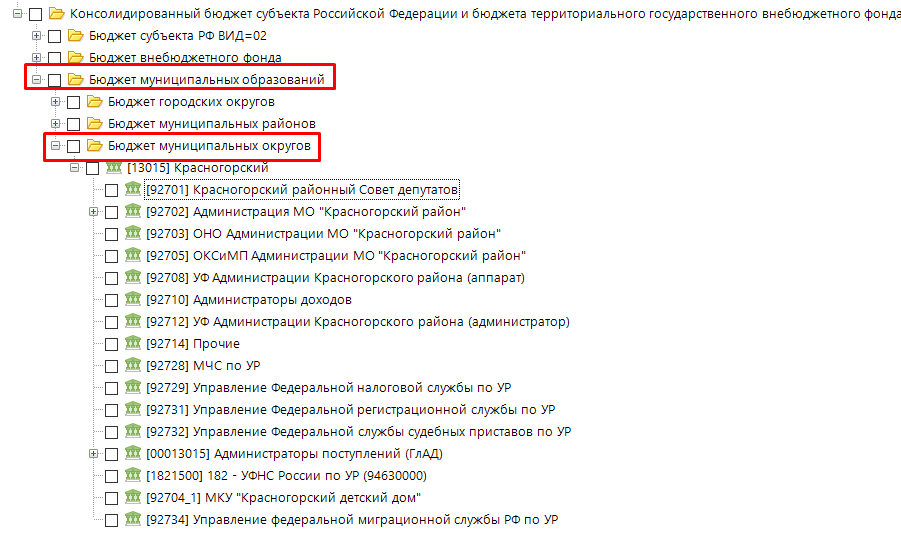 Консолидированный бюджет субъекта Российской Федерации и бюджета территориального государственного внебюджетного фонда
Бюджет субъекта РФ ВИД=02
Бюджет внебюджетного фонда
Бюджет муниципальных образований
Бюджет городских округов
Бюджет муниципальных районов
Бюджет муниципальных округов
[13015] Красногорский
[92701] Красногорский районный Совет депутатов
[92702] Администрация МО "Красногорский район"
[92703] ОНО Администрации МО "Красногорский район"
[92705] ОКСиМП Администрации МО "Красногорский район"
[92708] УФ Администрации Красногорского района (аппарат)
[92710] Администраторы доходов
[92712] УФ Администрации Красногорского района (администратор)
[92714] Прочие
[92728] МЧС по УР
[92729] Управление Федеральной налоговой службы по УР
[92731] Управление Федеральной регистрационной службы по УР
[92732] Управление Федеральной службы судебных приставов по УР
[00013015] Администраторы поступлений (ГлАД)
[1821500] 182 - УФНС России по УР (94630000)
[92704_1] МКУ "Красногорский детский дом"
[92734] Управление федеральной миграционной службы РФ по УР